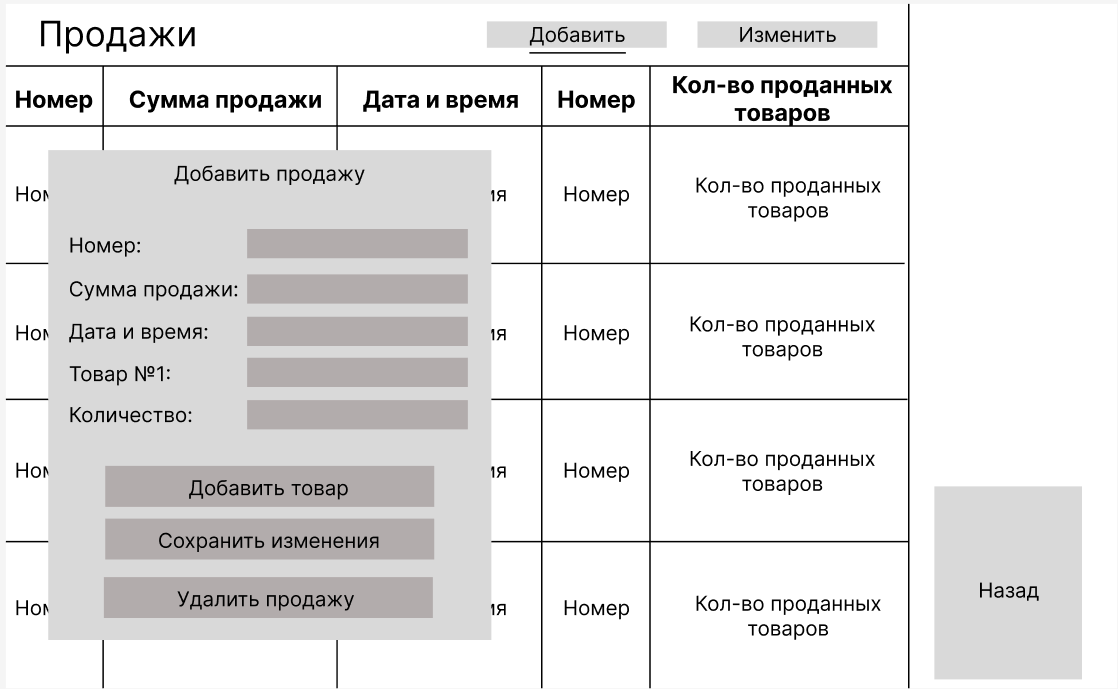 Продажи
Добавить
Изменить
Номер
Сумма продажи
Дата и время
Номер
Кол-во проданных
товаров
Добавить продажу
Номер:
Сумма продажи:
Дата и время:
Товар №1:
Количество:
Добавить товар
Сохранить изменения
Удалить продажу
Номер
Кол-во проданных
товаров
Номер
Кол-во проданных
товаров
Номер
Кол-во проданных
товаров
Номер
Кол-во проданных
товаров
Назад